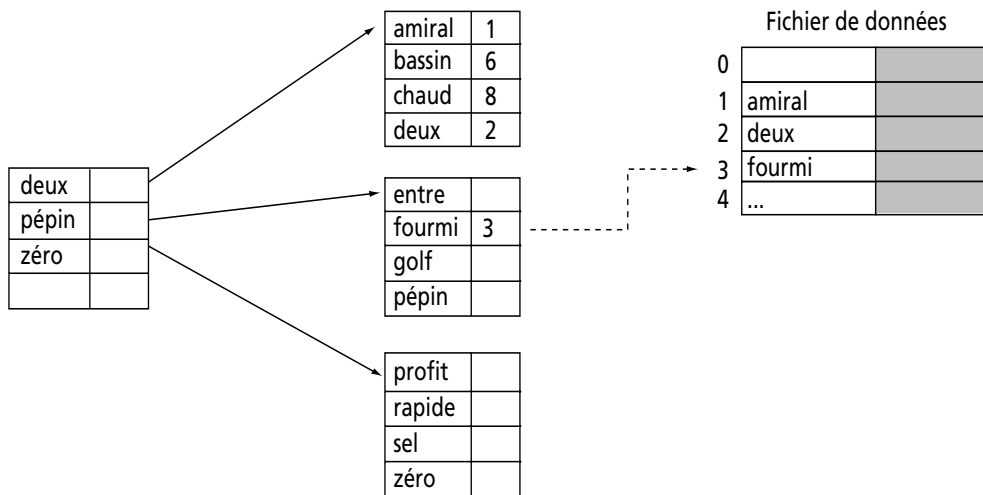 deux
pépin
zéro
amiral 1
bassin 6
chaud 8
deux 2
entre
fourmi 3
golf
pépin
profit
rapide
sel
zéro
Fichier de données
0
1 amiral
2 deux
3 fourmi
4 ...